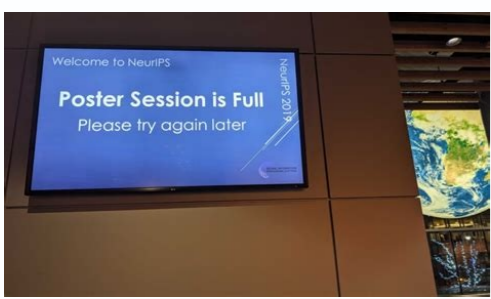 Welcome to NeurIPS
Poster Session is Full
Please try again later
NeurIPS 2019